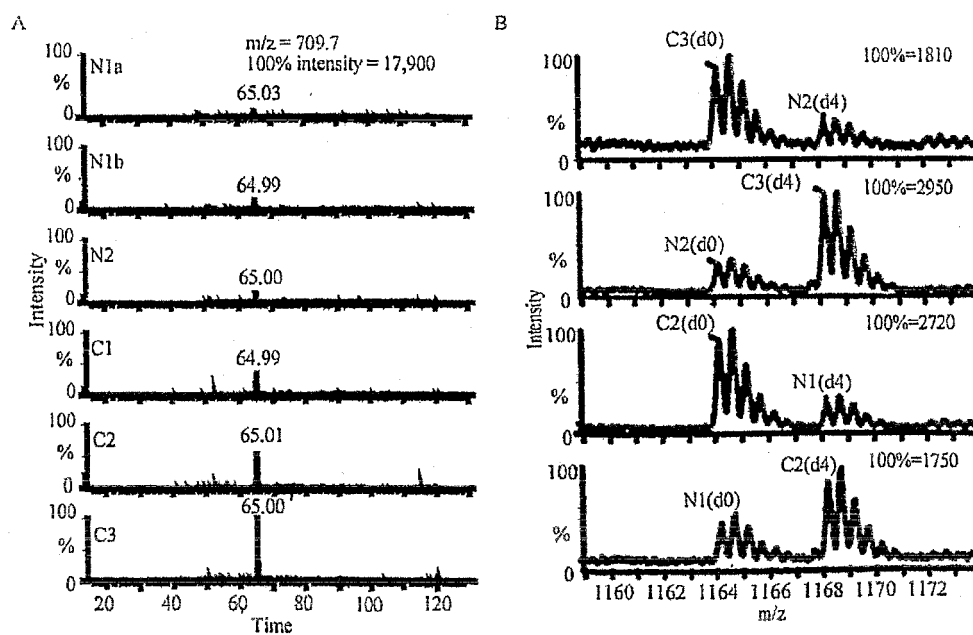 A
m/z = 709.7
100% intensity = 17,900
100
%
0
N1a
65.03
100
%
0
N1b
64.99
100
%
0
N2
65.00
100
%
0
C1
64.99
100
%
0
C2
65.01
100
%
0
C3
65.00
Intensity
20 40 60 80 100 120
Time
B
C3(d0)
100%=1810
N2(d4)
100
%
0
C3(d4)
100%=2950
N2(d0)
100
%
0
C2(d0)
100%=2720
N1(d4)
100
%
0
C2(d4)
100%=1750
N1(d0)
100
%
0
Intensity
1160 1162 1164 1166 1168 1170 1172
m/z